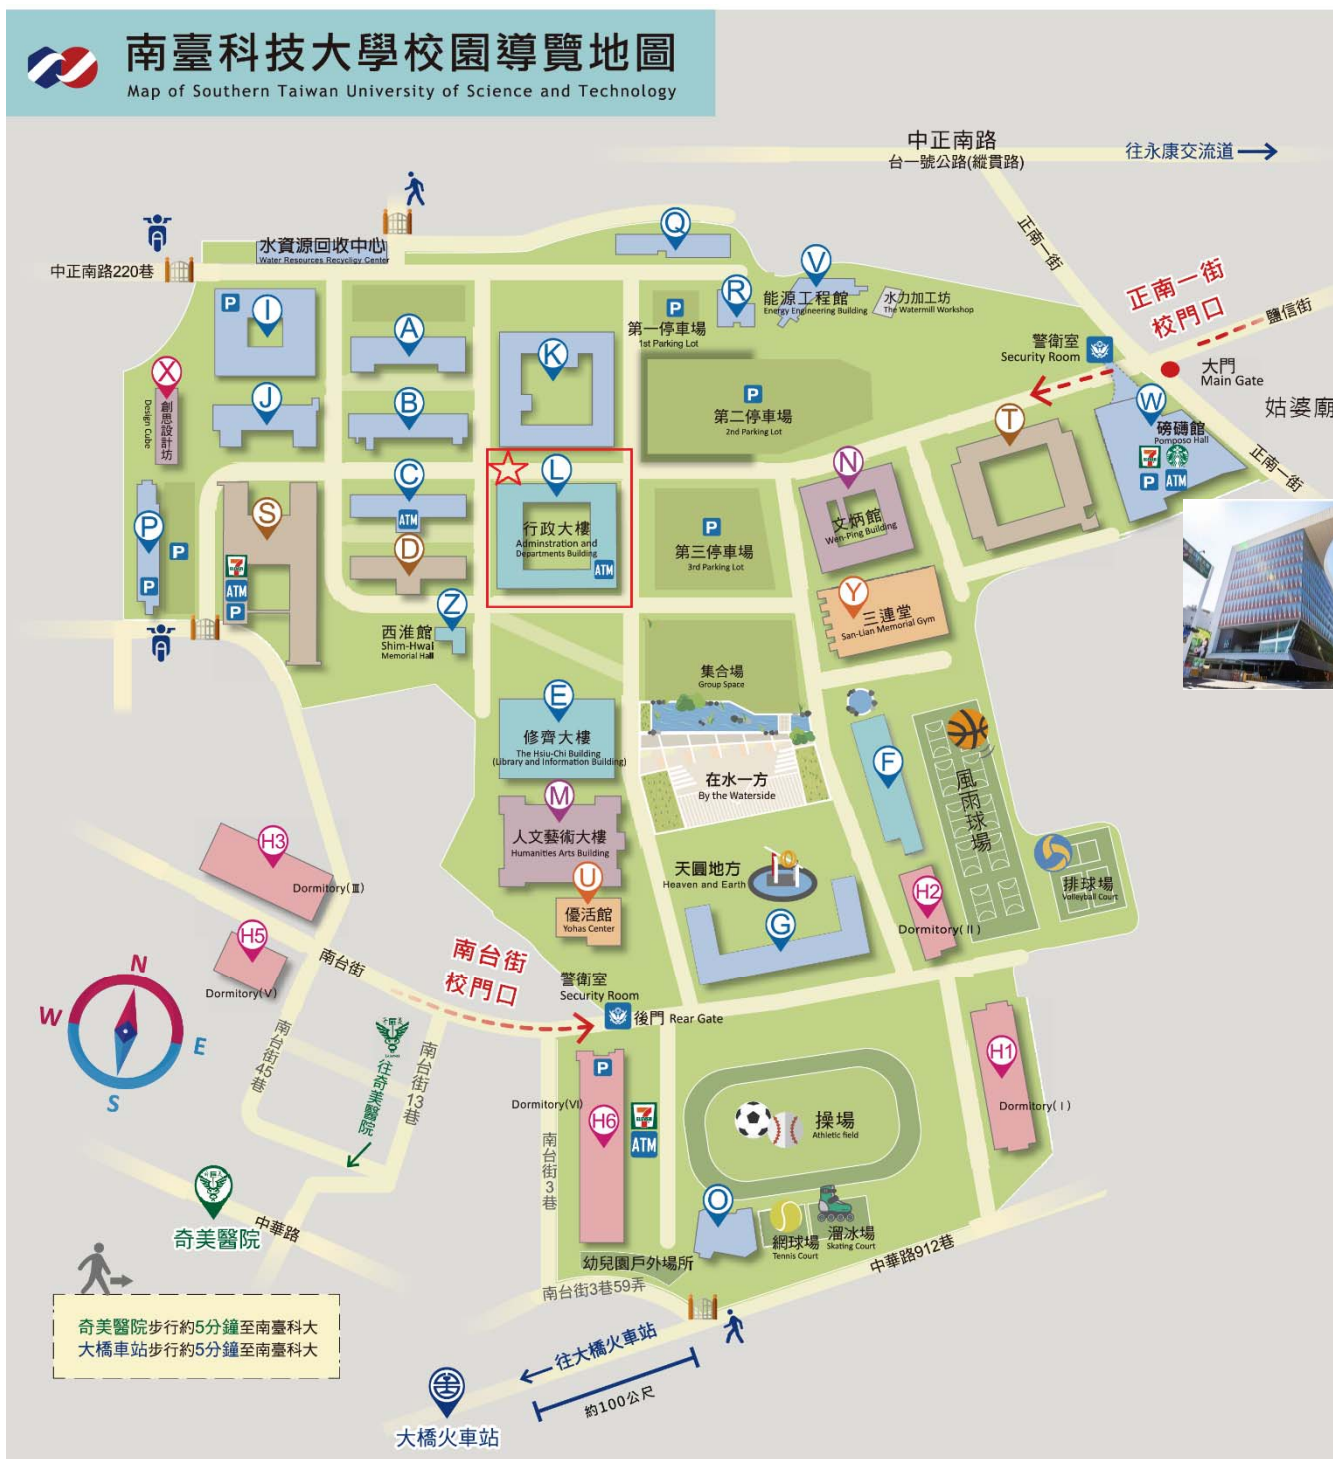 南臺科技大學校園導覽地圖
Map of Southern Taiwan University of Science and Technology
中正南路
台一號公路(縱貫路)
往永康交流道
正南一街
中正南路220巷
水資源回收中心
Water Resources Recycligy Center
Q
V
R
能源工程館
Energy Engineering Building
水力加工坊
The Watermill Workshop
正南一街
校門口
鹽信街
P
I
A
K
P
第一停車場
1st Parking Lot
警衛室
Security Room
大門
Main Gate
姑婆廟
X
創思設計坊
Design Cube
J
B
P
第二停車場
2nd Parking Lot
T
W
磅礡館
Pomposo Hall
7
ELEVEN
P
ATM
正南一街
P
P
P
S
7
ELEVEN
ATM
P
C
ATM
D
L
行政大樓
Adminstration and
Departments Building
ATM
P
第三停車場
3rd Parking Lot
N
文炳館
Wen-Ping Building
Y
三連堂
San-Lian Memorial Gym
Z
西淮館
Shim-Hwai
Memorial Hall
集合場
Group Space
E
修齊大樓
The Hsiu-Chi Building
(Library and Information Building)
在水一方
By the Waterside
F
風雨球場
M
人文藝術大樓
Humanities Arts Building
天圓地方
Heaven and Earth
排球場
Volleyball Court
H3
Dormitory(Ⅲ)
U
優活館
Yohas Center
G
H2
Dormitory(Ⅱ)
H5
Dormitory(Ⅴ)
南台街
南台街
校門口
警衛室
Security Room
後門 Rear Gate
N
W
E
S
南台街45巷
往奇美醫院
南台街13巷
Dormitory(Ⅵ)
P
H6
7
ELEVEN
ATM
操場
Athletic field
H1
Dormitory(Ⅰ)
南台街3巷
奇美醫院
中華路
O
網球場
Tennis Court
溜冰場
Skating Court
幼兒園戶外場所
南台街3巷59弄
中華路912巷
奇美醫院步行約5分鐘至南臺科大
大橋車站步行約5分鐘至南臺科大
往大橋火車站
約100公尺
大橋火車站